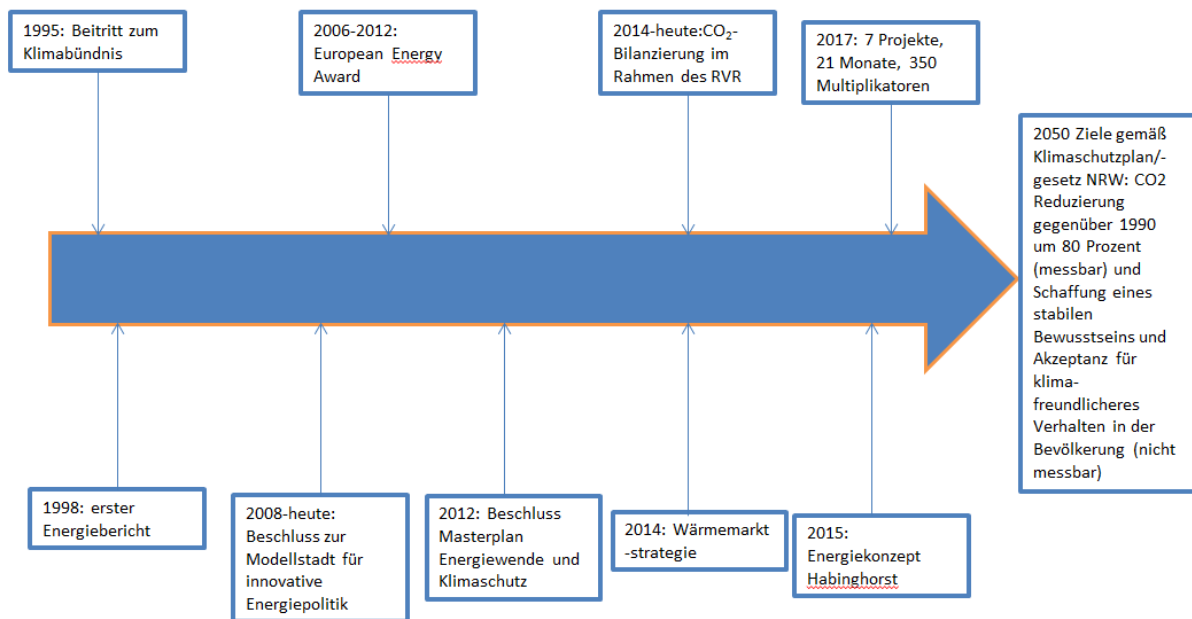 1995: Beitritt zum
Klimabündnis
2006-2012:
European Energy
Award
2014-heute:CO₂-
Bilanzierung im
Rahmen des RVR
2017: 7 Projekte,
21 Monate, 350
Multiplikatoren
2050 Ziele gemäß
Klimaschutzplan/-
gesetz NRW: CO2
Reduzierung
gegenüber 1990
um 80 Prozent
(messbar) und
Schaffung eines
stabilen
Bewusstseins und
Akzeptanz für
klima-
freundlicheres
Verhalten in der
Bevölkerung (nicht
messbar)
1998: erster
Energiebericht
2008-heute:
Beschluss zur
Modellstadt für
innovative
Energiepolitik
2012: Beschluss
Masterplan
Energiewende und
Klimaschutz
2014: Wärmemarkt
-strategie
2015:
Energiekonzept
Habinghorst